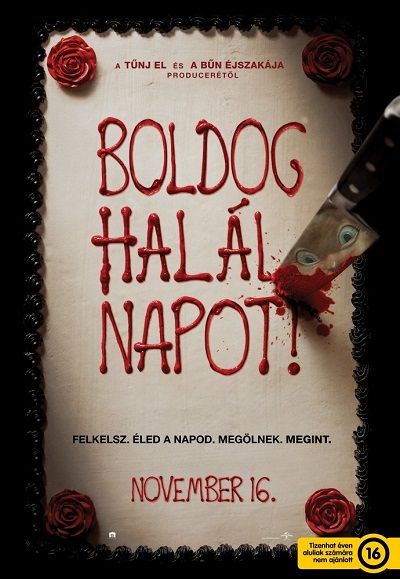 A TŰNJ EL ÉS A BŰN ÉJSZAKÁJA
PRODUCERÉTŐL
BOLDOG
HALÁL
NAPOT!
FELKELSZ. ÉLED A NAPOD. MEGÖLNEK. MEGINT.
NOVEMBER 16.
Tizenhat éven
aluliak számára
nem ajánlott
16